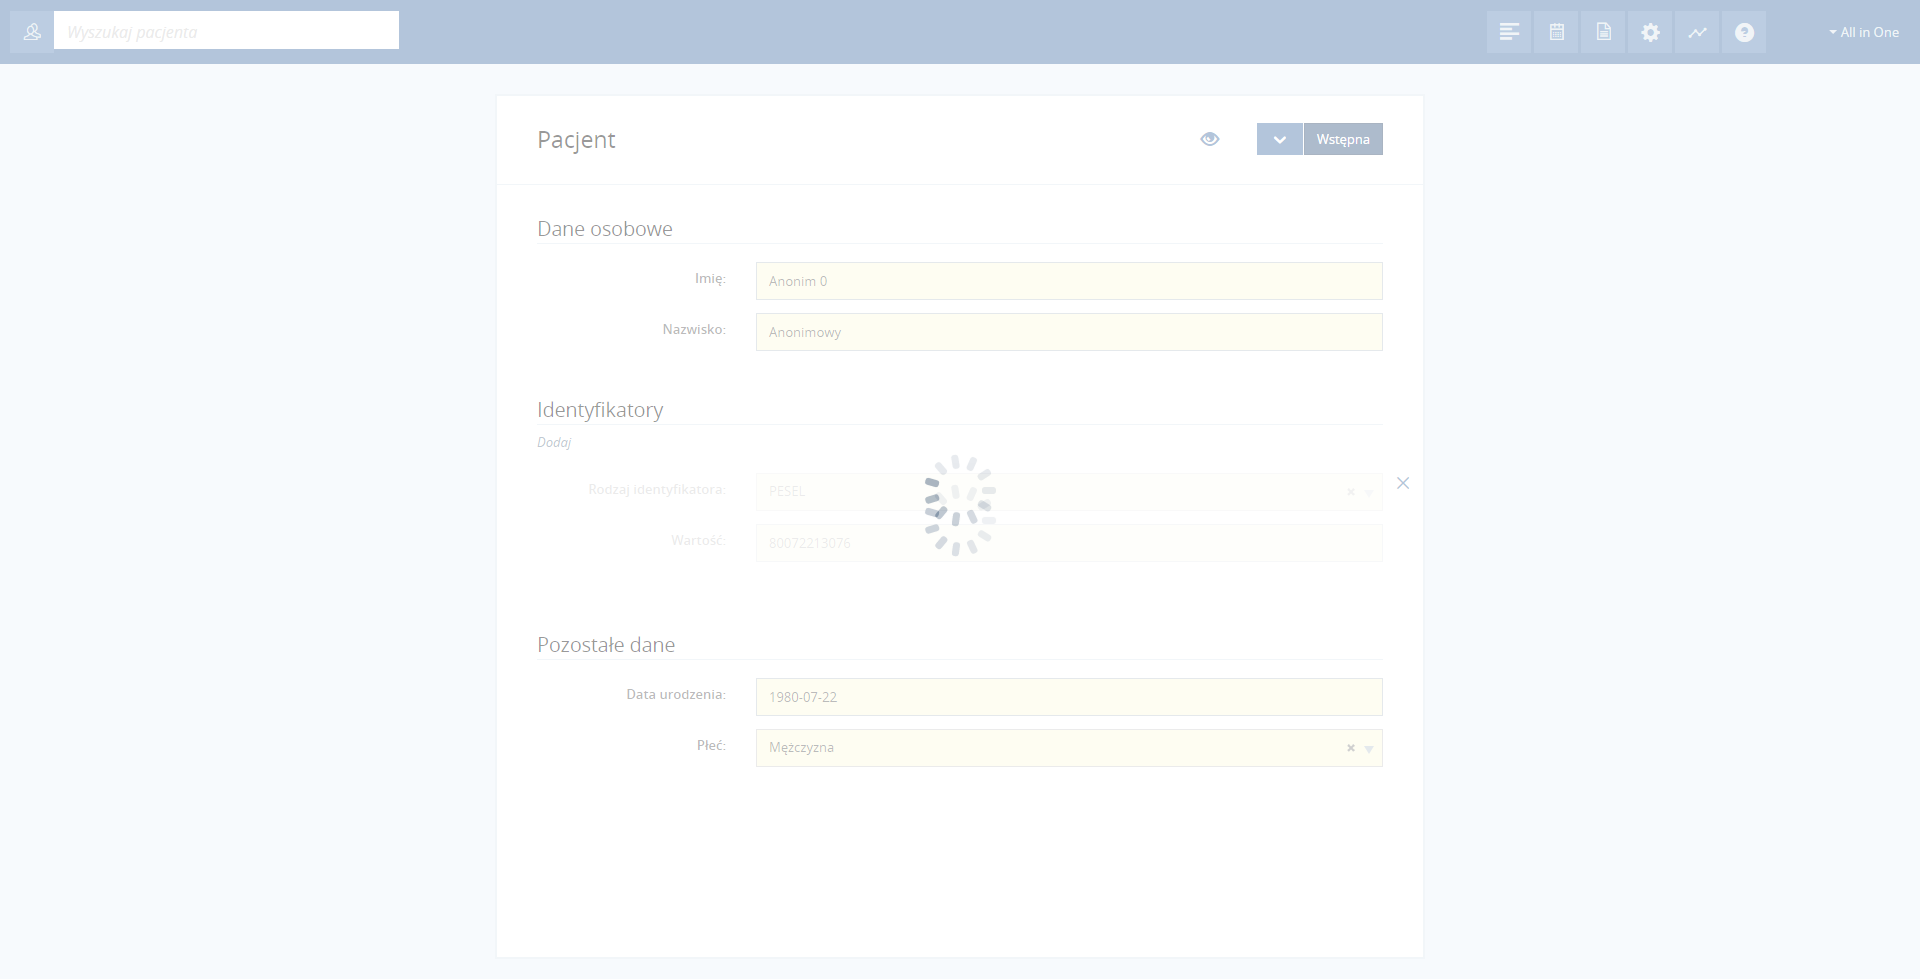 Wyszukaj pacjenta
All in One
Pacjent
Wstępna
Dane osobowe
Imię: Anonim 0
Nazwisko: Anonimowy
Identyfikatory
Dodaj
Rodzaj identyfikatora: PESEL
Wartość: 80072213076
Pozostałe dane
Data urodzenia: 1980-07-22
Płeć: Mężczyzna